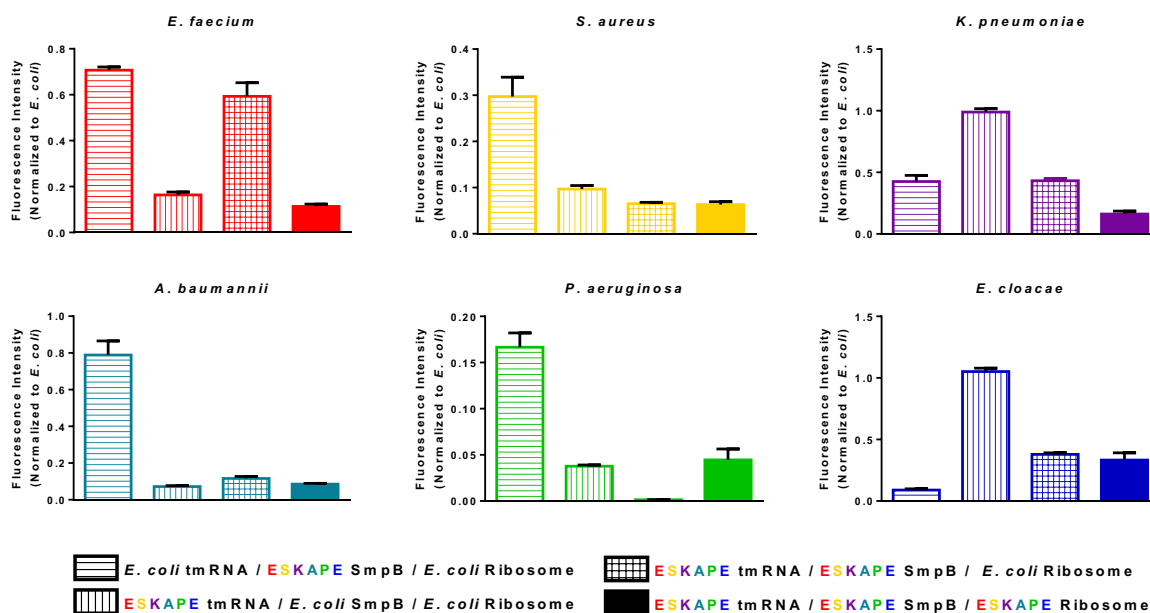 E. faecium
Fluorescence Intensity
(Normalized to E. coli)
0.8
0.6
0.4
0.2
0.0
S. aureus
Fluorescence Intensity
(Normalized to E. coli)
0.4
0.3
0.2
0.1
0.0
K. pneumoniae
Fluorescence Intensity
(Normalized to E. coli)
1.5
1.0
0.5
0.0
A. baumannii
Fluorescence Intensity
(Normalized to E. coli)
1.0
0.8
0.6
0.4
0.2
0.0
P. aeruginosa
Fluorescence Intensity
(Normalized to E. coli)
0.20
0.15
0.10
0.05
0.00
E. cloacae
Fluorescence Intensity
(Normalized to E. coli)
1.5
1.0
0.5
0.0
E. coli tmRNA / ESKAPE SmpB / E. coli Ribosome
ESKAPE tmRNA / E. coli SmpB / E. coli Ribosome
ESKAPE tmRNA / ESKAPE SmpB / E. coli Ribosome
ESKAPE tmRNA / ESKAPE SmpB / ESKAPE Ribosome